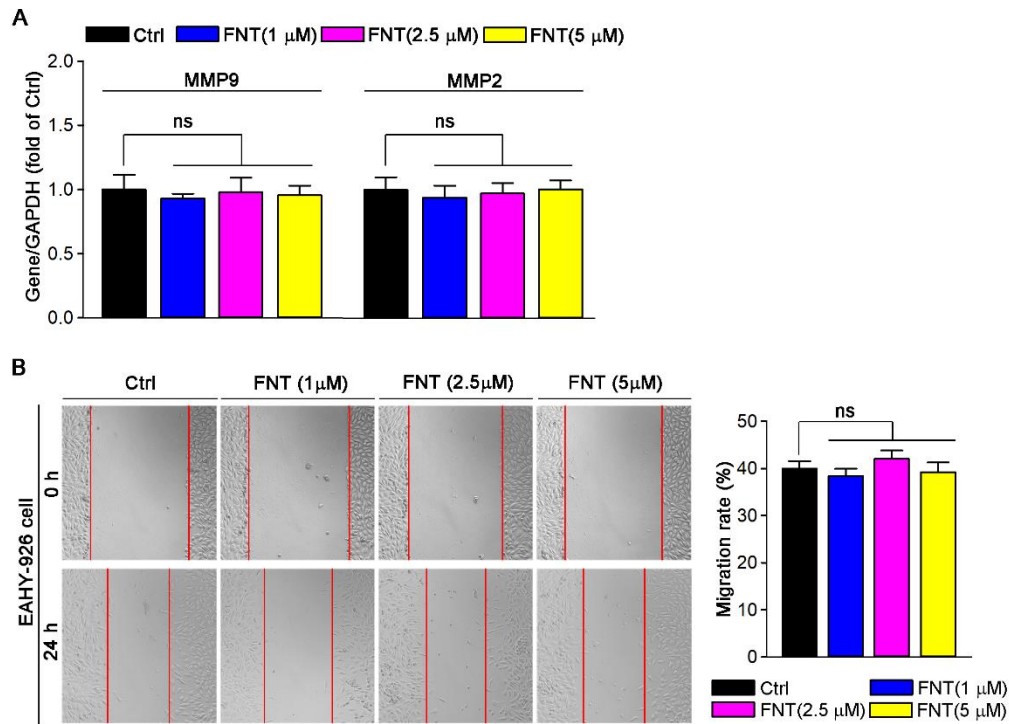 A
Ctrl FNT(1 μM) FNT(2.5 μM) FNT(5 μM)
Gene/GAPDH (fold of Ctrl)
2.0
1.5
1.0
0.5
0.0
MMP9 MMP2
ns ns
B
Ctrl FNT (1μM) FNT (2.5μM) FNT (5μM)
EAHY-926 cell
0 h
24 h
Migration rate (%)
50
40
30
20
10
0
ns
Ctrl FNT(1 μM)
FNT(2.5 μM) FNT(5 μM)